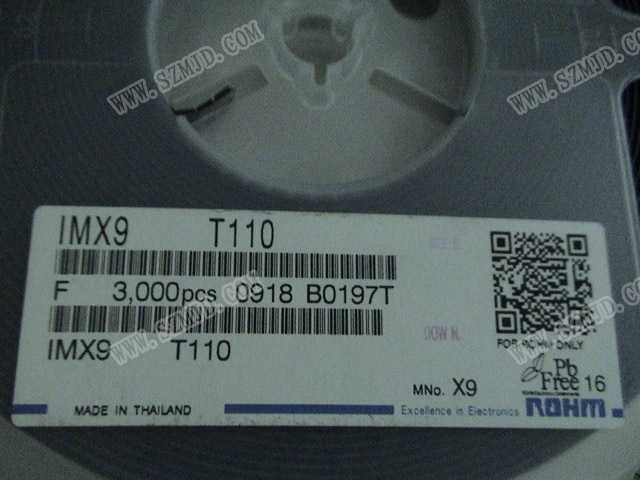 WWW.SZMJD.COM
WWW.SZMJD.COM
IMX9 T110
F 3,000pcs 0918 B0197T
IMX9 T110
DOWN
FOR ROHM ONLY
Pb
Free 16
MNo. X9
MADE IN THAILAND
Excellence in Electronics
ROHM
WWW.SZMJD.COM
WWW.SZMJD.COM